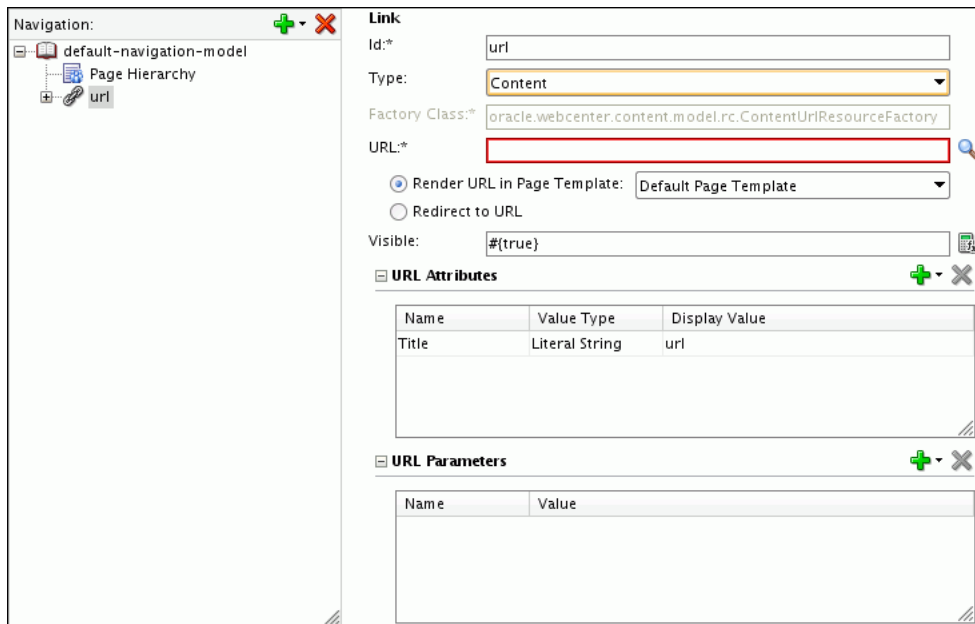 Navigation:
default-navigation-model
Page Hierarchy
url
Link
Id:* url
Type: Content
Factory Class:* oracle.webcenter.content.model.rc.ContentUrlResourceFactory
URL:*
Render URL in Page Template: Default Page Template
Redirect to URL
Visible: #{true}
URL Attributes
Name Value Type Display Value
Title Literal String url
URL Parameters
Name Value